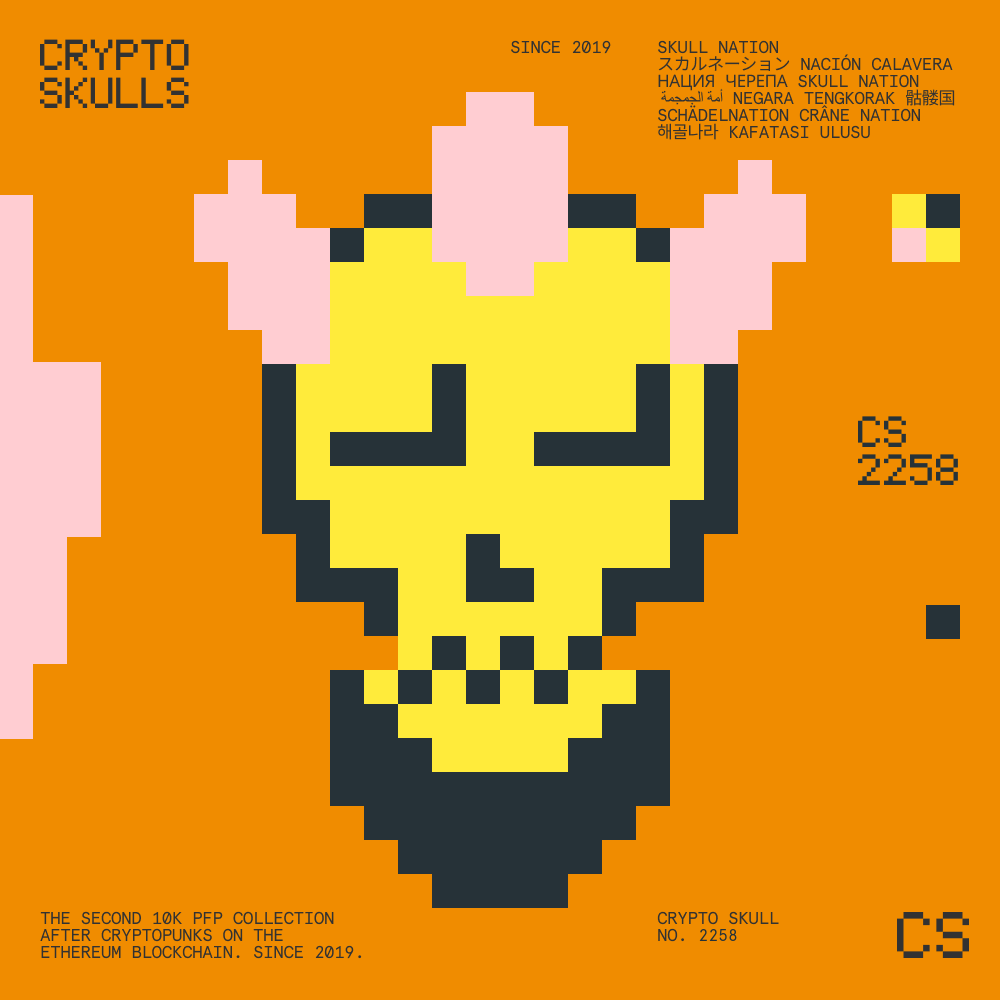 CRYPTO
SKULLS
SINCE 2019
SKULL NATION
スカルネーション NACIÓN CALAVERA
НАЦИЯ ЧЕРЕПА SKULL NATION
أمة الجمجمة NEGARA TENGKORAK 骷髅国
SCHÄDELNATION CRÂNE NATION
해골나라 KAFATASI ULUSU
CS
2258
THE SECOND 10K PFP COLLECTION
AFTER CRYPTOPUNKS ON THE
ETHEREUM BLOCKCHAIN. SINCE 2019.
CRYPTO SKULL
NO. 2258
CS